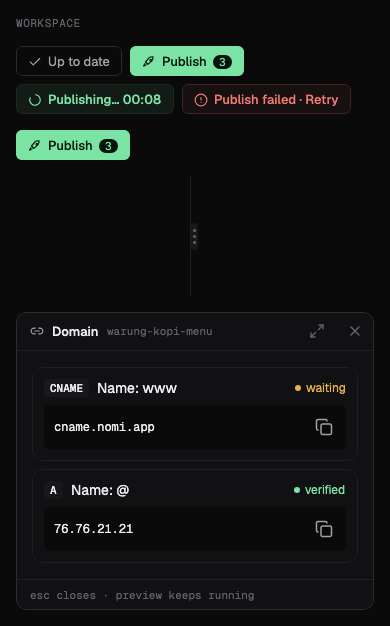 WORKSPACE
Up to date
Publish 3
Publishing... 00:08
Publish failed · Retry
Publish 3
Domain warung-kopi-menu
CNAME Name: www
waiting
cname.nomi.app
A Name: @
verified
76.76.21.21
esc closes · preview keeps running